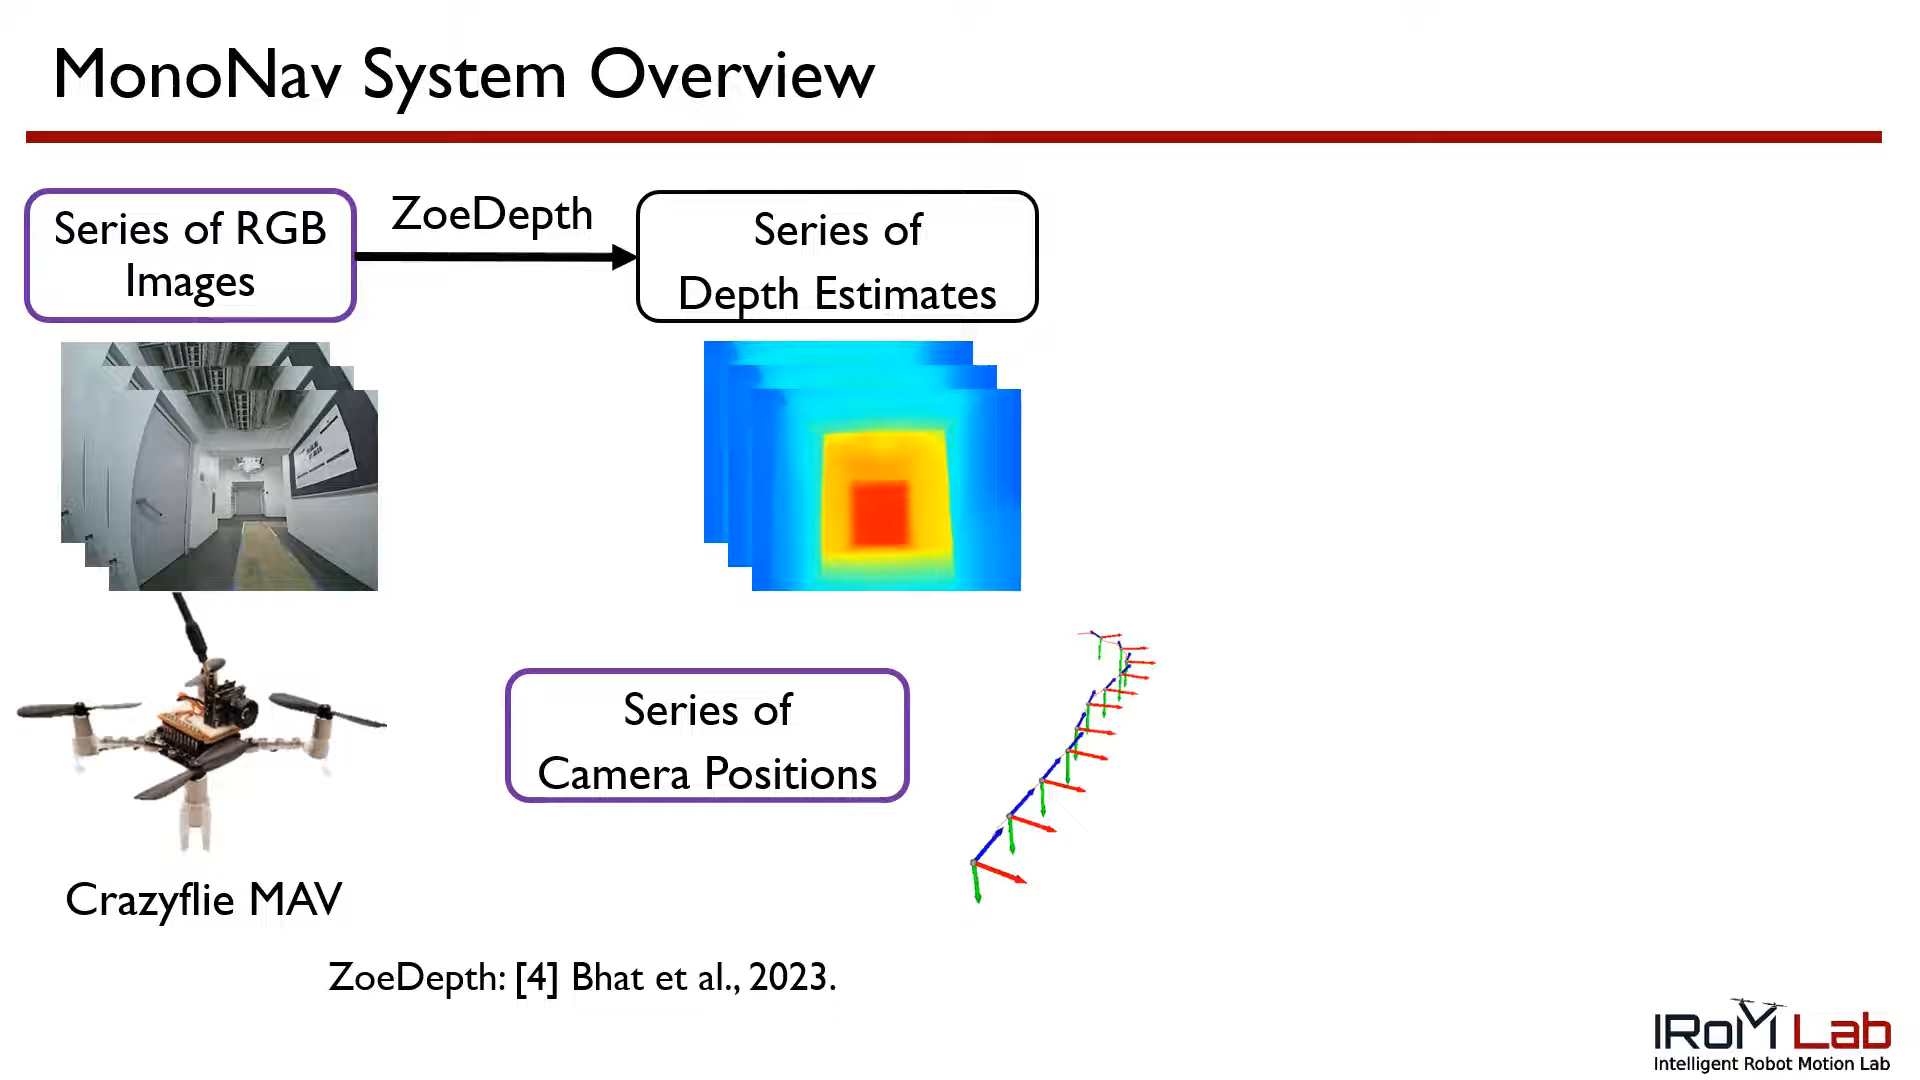 MonoNav System Overview
Series of RGB
Images
ZoeDepth
Series of
Depth Estimates
Series of
Camera Positions
Crazyflie MAV
ZoeDepth: [4] Bhat et al., 2023.
IRoM Lab
Intelligent Robot Motion Lab